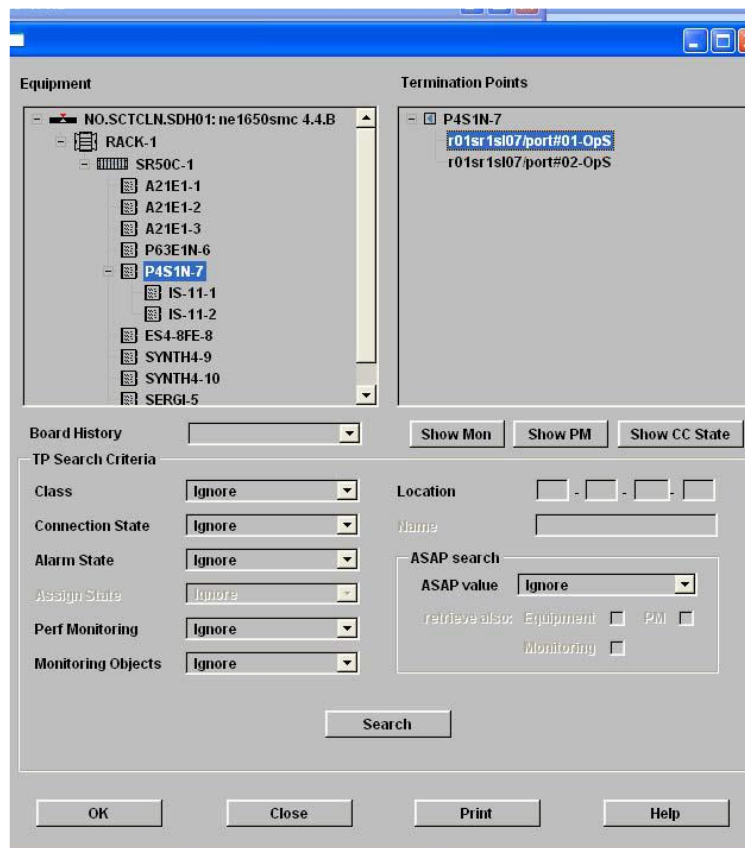 Equipment
NO.SCTCLN.SDH01: ne1650smc 4.4.B
RACK-1
SR50C-1
A21E1-1
A21E1-2
A21E1-3
P63E1N-6
P4S1N-7
IS-11-1
IS-11-2
ES4-8FE-8
SYNTH4-9
SYNTH4-10
SERGI-5
Termination Points
P4S1N-7
r01sr1sl07/port#01-OpS
r01sr1sl07/port#02-OpS
Board History
Show Mon
Show PM
Show CC State
TP Search Criteria
Class
Ignore
Connection State
Ignore
Alarm State
Ignore
Assign State
Ignore
Perf Monitoring
Ignore
Monitoring Objects
Ignore
Location - - -
Name
ASAP search
ASAP value
Ignore
retrieve also: Equipment PM
Monitoring
Search
OK
Close
Print
Help